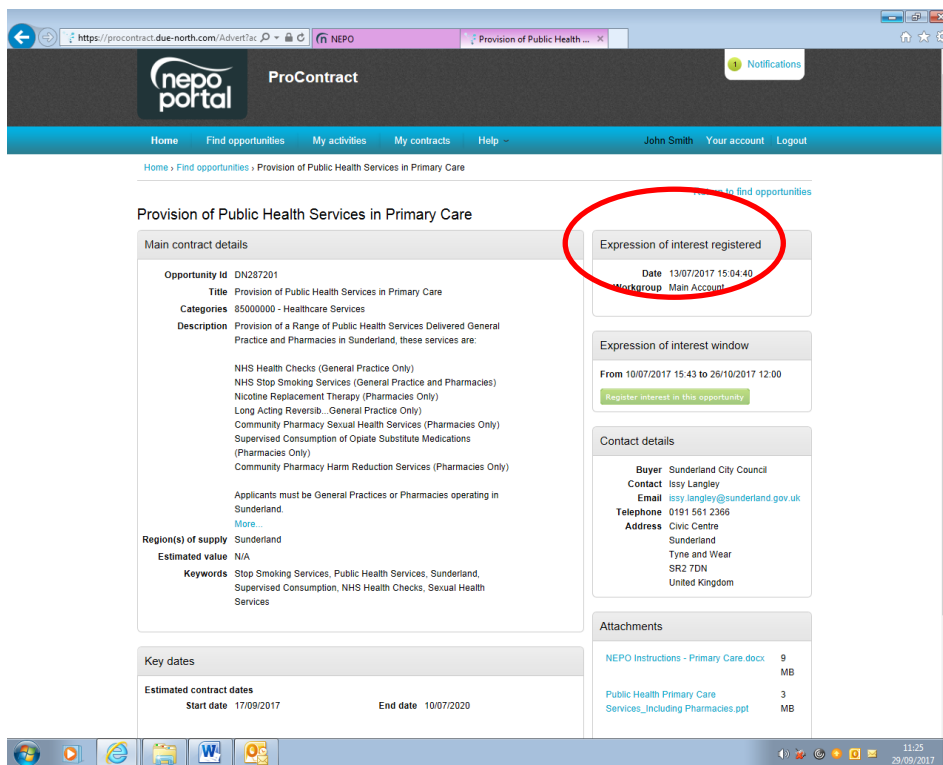 https://procontract.due-north.com/Advert?ac
NEPO
Provision of Public Health ...
nepo
portal
ProContract
1 Notifications
Home Find opportunities My activities My contracts Help
John Smith Your account Logout
Home › Find opportunities › Provision of Public Health Services in Primary Care
to find opportunities
Provision of Public Health Services in Primary Care
Main contract details
Opportunity Id DN287201
Title Provision of Public Health Services in Primary Care
Categories 85000000 - Healthcare Services
Description Provision of a Range of Public Health Services Delivered General
Practice and Pharmacies in Sunderland, these services are:
NHS Health Checks (General Practice Only)
NHS Stop Smoking Services (General Practice and Pharmacies)
Nicotine Replacement Therapy (Pharmacies Only)
Long Acting Reversib...General Practice Only)
Community Pharmacy Sexual Health Services (Pharmacies Only)
Supervised Consumption of Opiate Substitute Medications
(Pharmacies Only)
Community Pharmacy Harm Reduction Services (Pharmacies Only)
Applicants must be General Practices or Pharmacies operating in
Sunderland.
More...
Region(s) of supply Sunderland
Estimated value N/A
Keywords Stop Smoking Services, Public Health Services, Sunderland,
Supervised Consumption, NHS Health Checks, Sexual Health
Services
Key dates
Estimated contract dates
Start date 17/09/2017 End date 10/07/2020
Expression of interest registered
Date 13/07/2017 15:04:40
Workgroup Main Account
Expression of interest window
From 10/07/2017 15:43 to 26/10/2017 12:00
Register interest in this opportunity
Contact details
Buyer Sunderland City Council
Contact Issy Langley
Email issy.langley@sunderland.gov.uk
Telephone 0191 561 2366
Address Civic Centre
Sunderland
Tyne and Wear
SR2 7DN
United Kingdom
Attachments
NEPO Instructions - Primary Care.docx 9
MB
Public Health Primary Care 3
Services_Including Pharmacies.ppt MB
11:25
29/09/2017